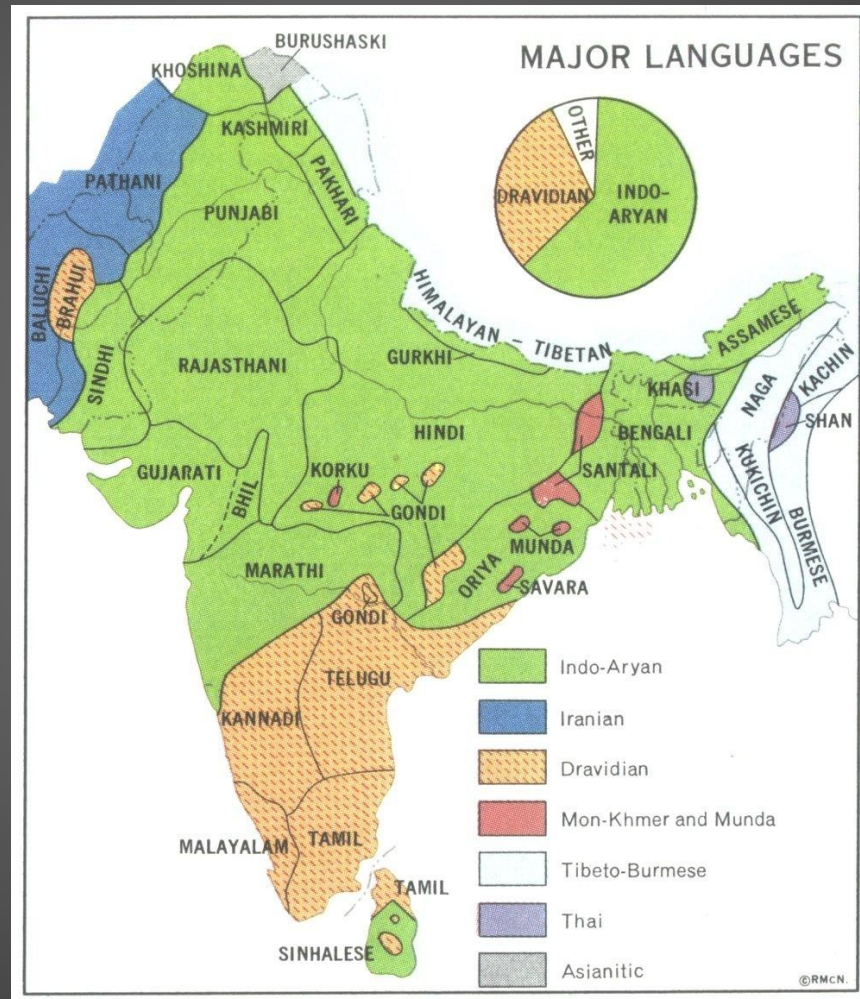 MAJOR LANGUAGES
BURUSHASKI
KHOSHINA
KASHMIRI
PAKHARI
PATHANI
PUNJABI
BALUCHI
BRAHUI
SINDHI
RAJASTHANI
OTHER
DRAVIDIAN
INDO-
ARYAN
HIMALAYAN - TIBETAN
GURKHI
ASSAMESE
KHASI
NAGA
KACHIN
SHAN
HINDI
BENGALI
GUJARATI
BHIL
KORKU
GONDI
SANTALI
KUKICHIN
BURMESE
MARATHI
ORIYA
MUNDA
SAVARA
GONDI
TELUGU
KANNADI
MALAYALAM
TAMIL
TAMIL
SINHALESE
Indo-Aryan
Iranian
Dravidian
Mon-Khmer and Munda
Tibeto-Burmese
Thai
Asianitic
©RMCN.